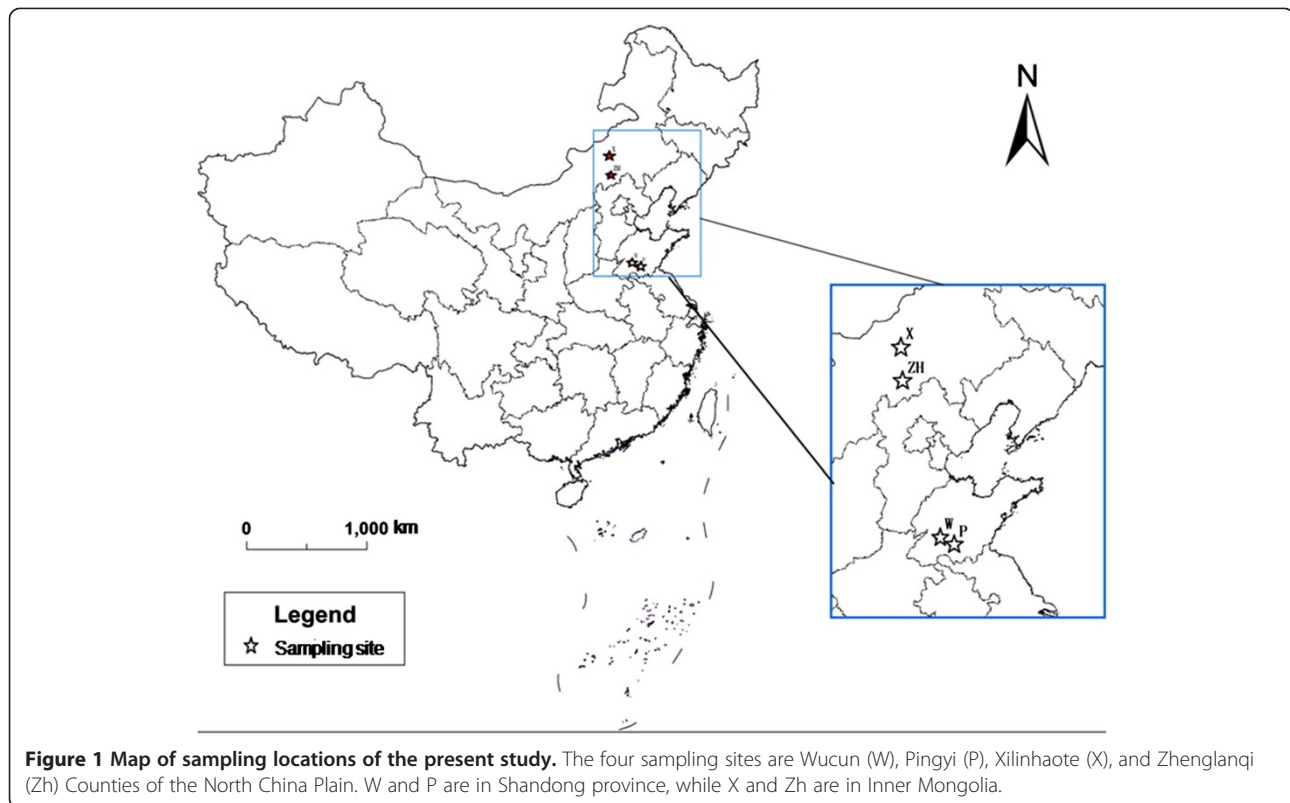 N
X
ZH
X
ZH
W
P
0 1,000 km
Legend
Sampling site
Figure 1 Map of sampling locations of the present study. The four sampling sites are Wucun (W), Pingyi (P), Xilinhaote (X), and Zhenglanqi
(Zh) Counties of the North China Plain. W and P are in Shandong province, while X and Zh are in Inner Mongolia.